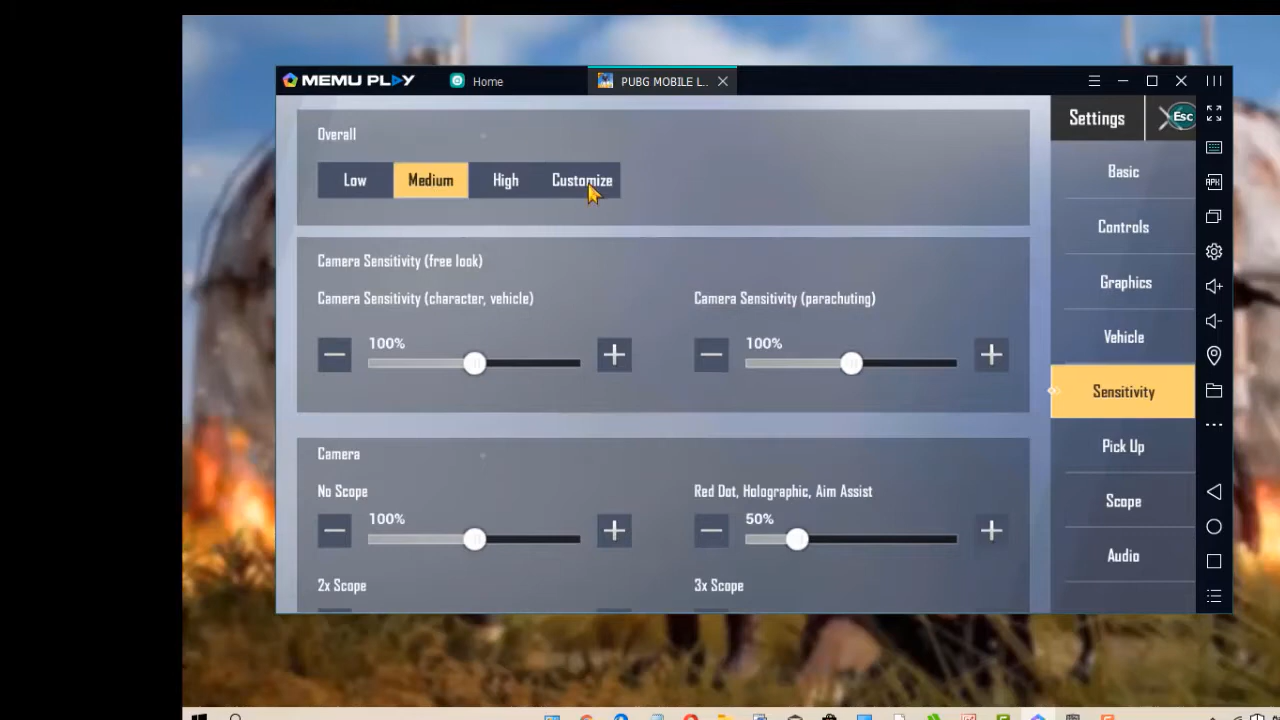 MEMU PLAY
Home
PUBG MOBILE L..
Settings
Esc
Overall
Low
Medium
High
Customize
Basic
Controls
Graphics
Vehicle
Sensitivity
Pick Up
Scope
Audio
Camera Sensitivity (free look)
Camera Sensitivity (character, vehicle)
Camera Sensitivity (parachuting)
100%
100%
Camera
No Scope
Red Dot, Holographic, Aim Assist
100%
50%
2x Scope
3x Scope
APK